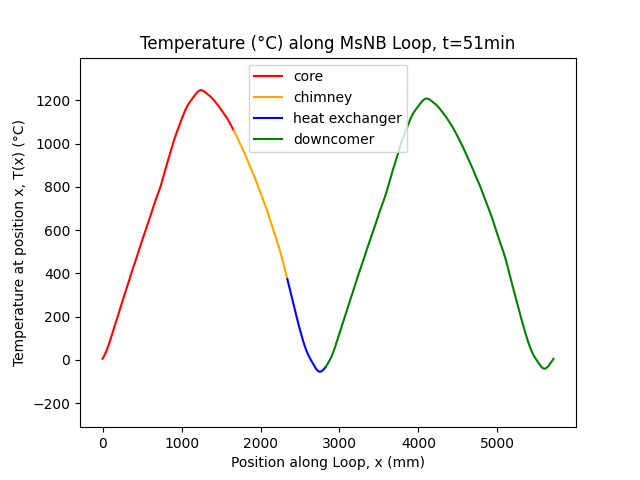 Temperature (°C) along MsNB Loop, t=51min
core
chimney
heat exchanger
downcomer
Temperature at position x, T(x) (°C)
1200
1000
800
600
400
200
0
−200
0 1000 2000 3000 4000 5000
Position along Loop, x (mm)